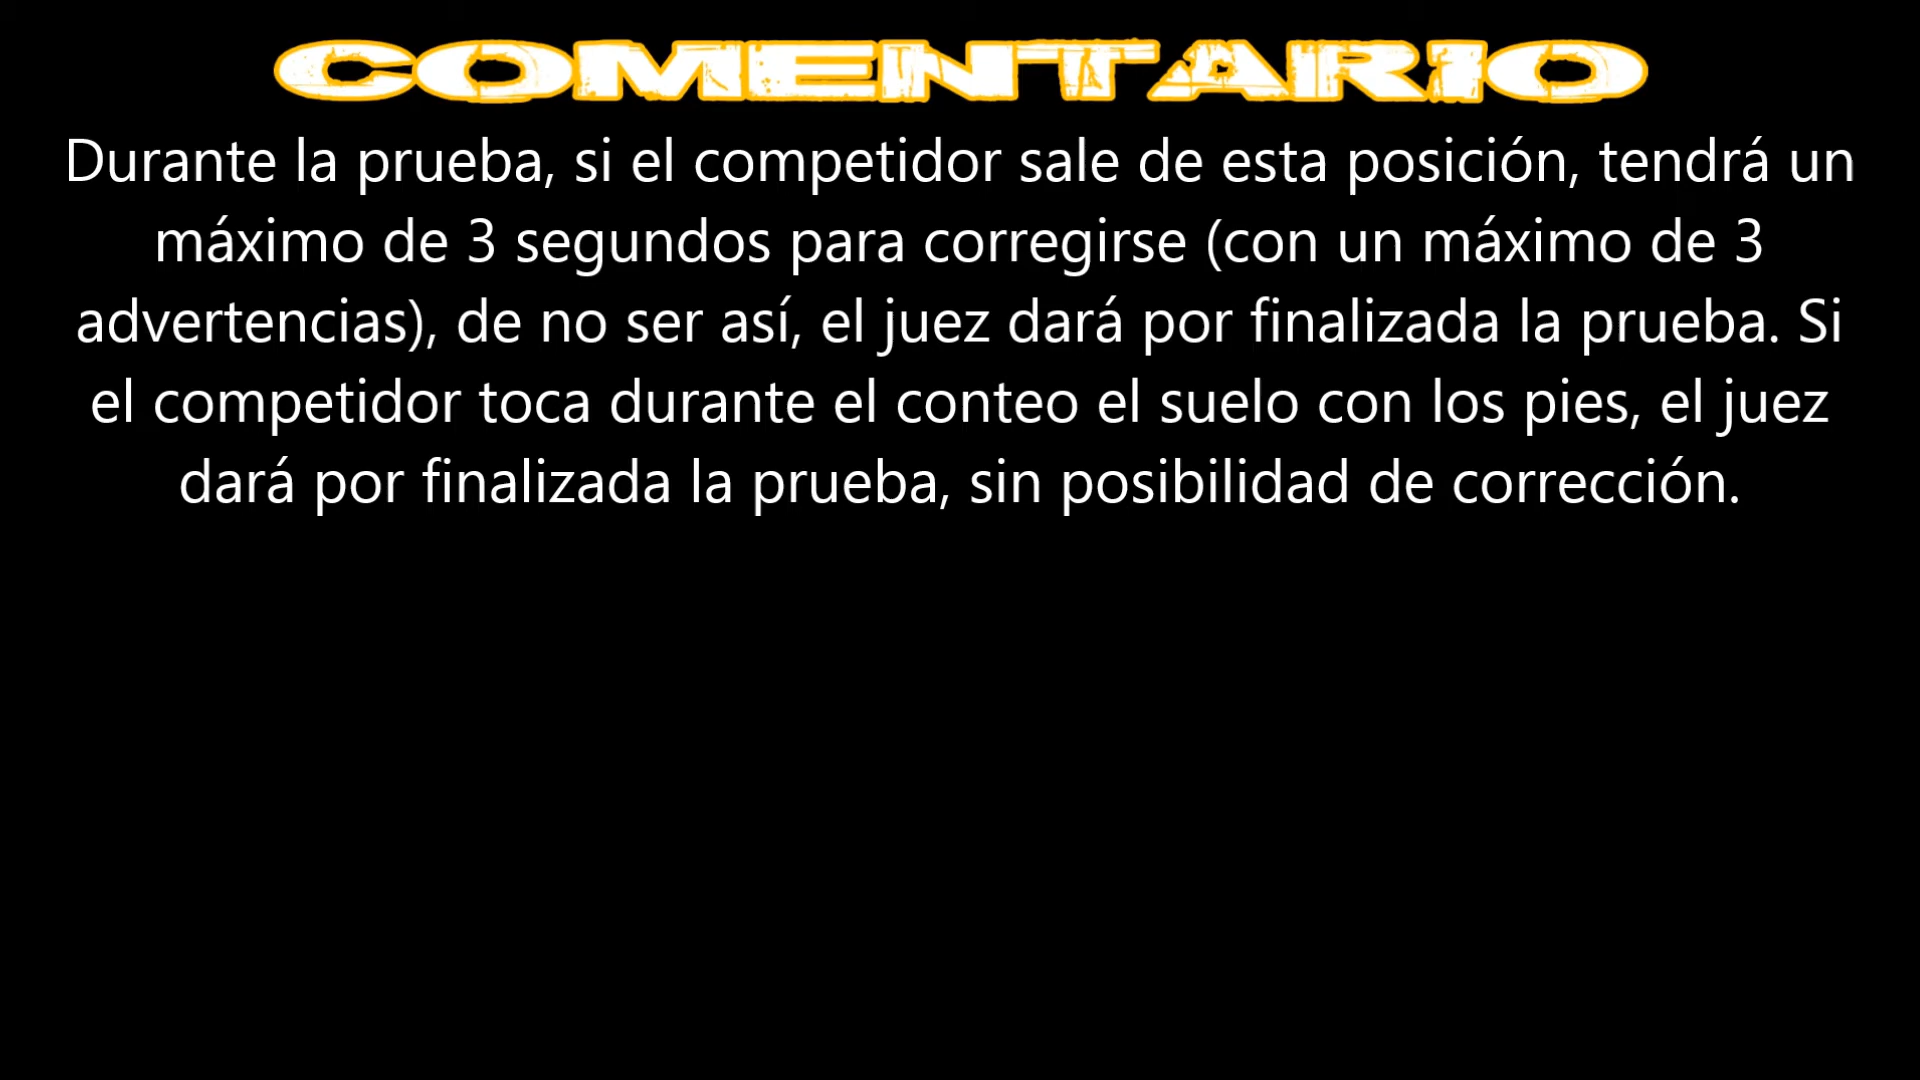 COMENTARIO
Durante la prueba, si el competidor sale de esta posición, tendrá un
máximo de 3 segundos para corregirse (con un máximo de 3
advertencias), de no ser así, el juez dará por finalizada la prueba. Si
el competidor toca durante el conteo el suelo con los pies, el juez
dará por finalizada la prueba, sin posibilidad de corrección.